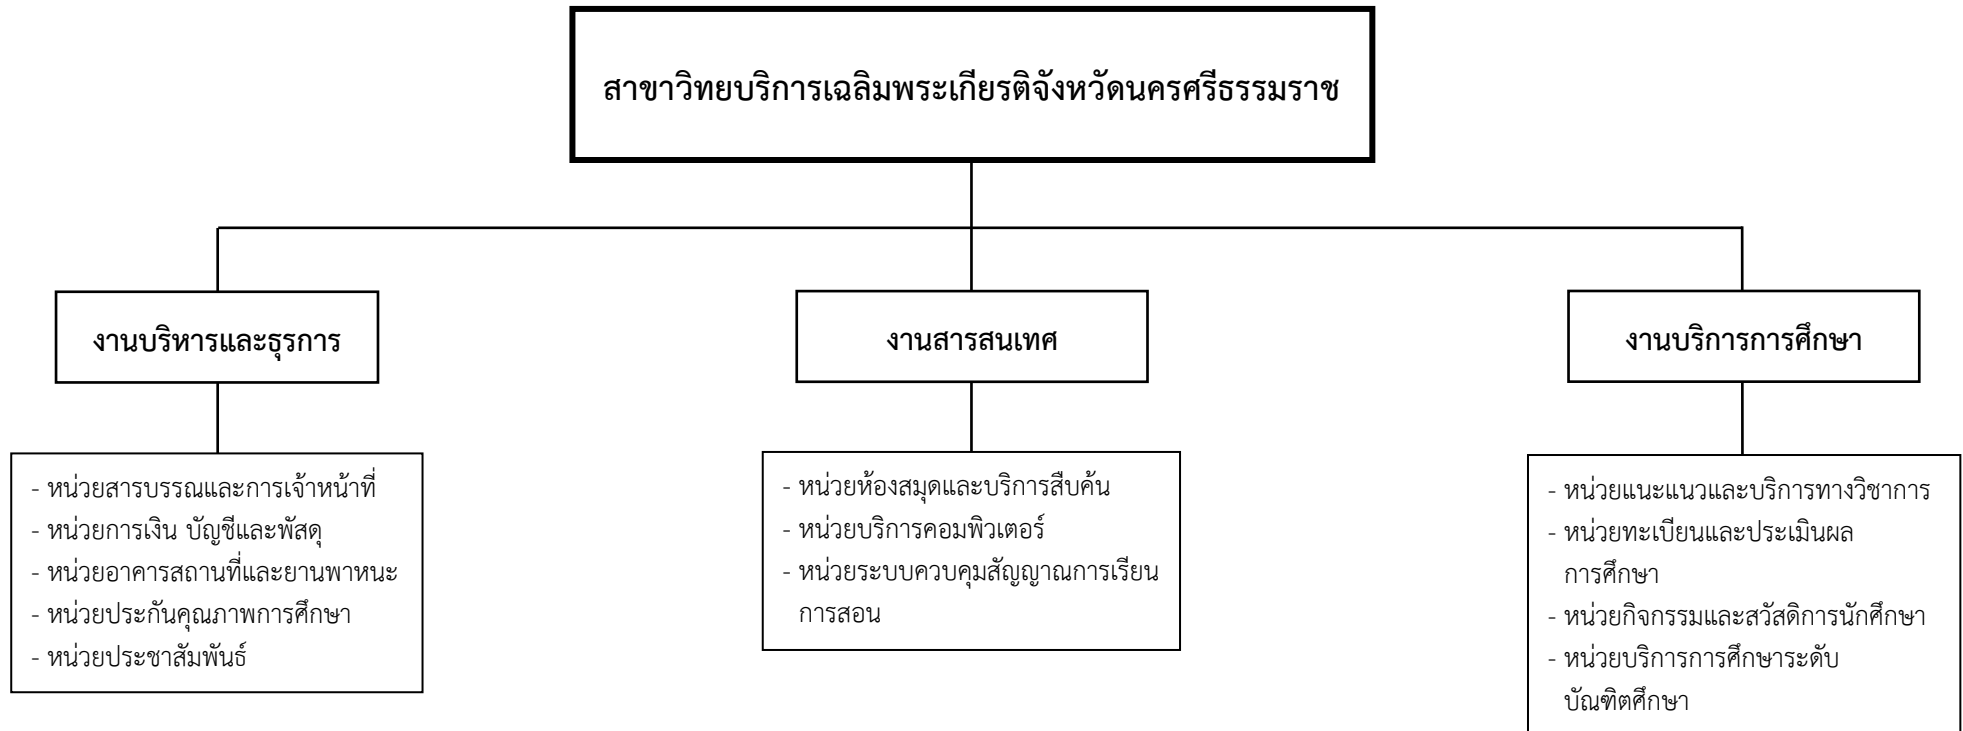 สาขาวิทยบริการเฉลิมพระเกียรติจังหวัดนครศรีธรรมราช
งานบริหารและธุรการ
- หน่วยสารบรรณและการเจ้าหน้าที่
- หน่วยการเงิน บัญชีและพัสดุ
- หน่วยอาคารสถานที่และยานพาหนะ
- หน่วยประกันคุณภาพการศึกษา
- หน่วยประชาสัมพันธ์
งานสารสนเทศ
- หน่วยห้องสมุดและบริการสืบค้น
- หน่วยบริการคอมพิวเตอร์
- หน่วยระบบควบคุมสัญญาณการเรียน
การสอน
งานบริการการศึกษา
- หน่วยแนะแนวและบริการทางวิชาการ
- หน่วยทะเบียนและประเมินผล
การศึกษา
- หน่วยกิจกรรมและสวัสดิการนักศึกษา
- หน่วยบริการการศึกษาระดับ
บัณฑิตศึกษา